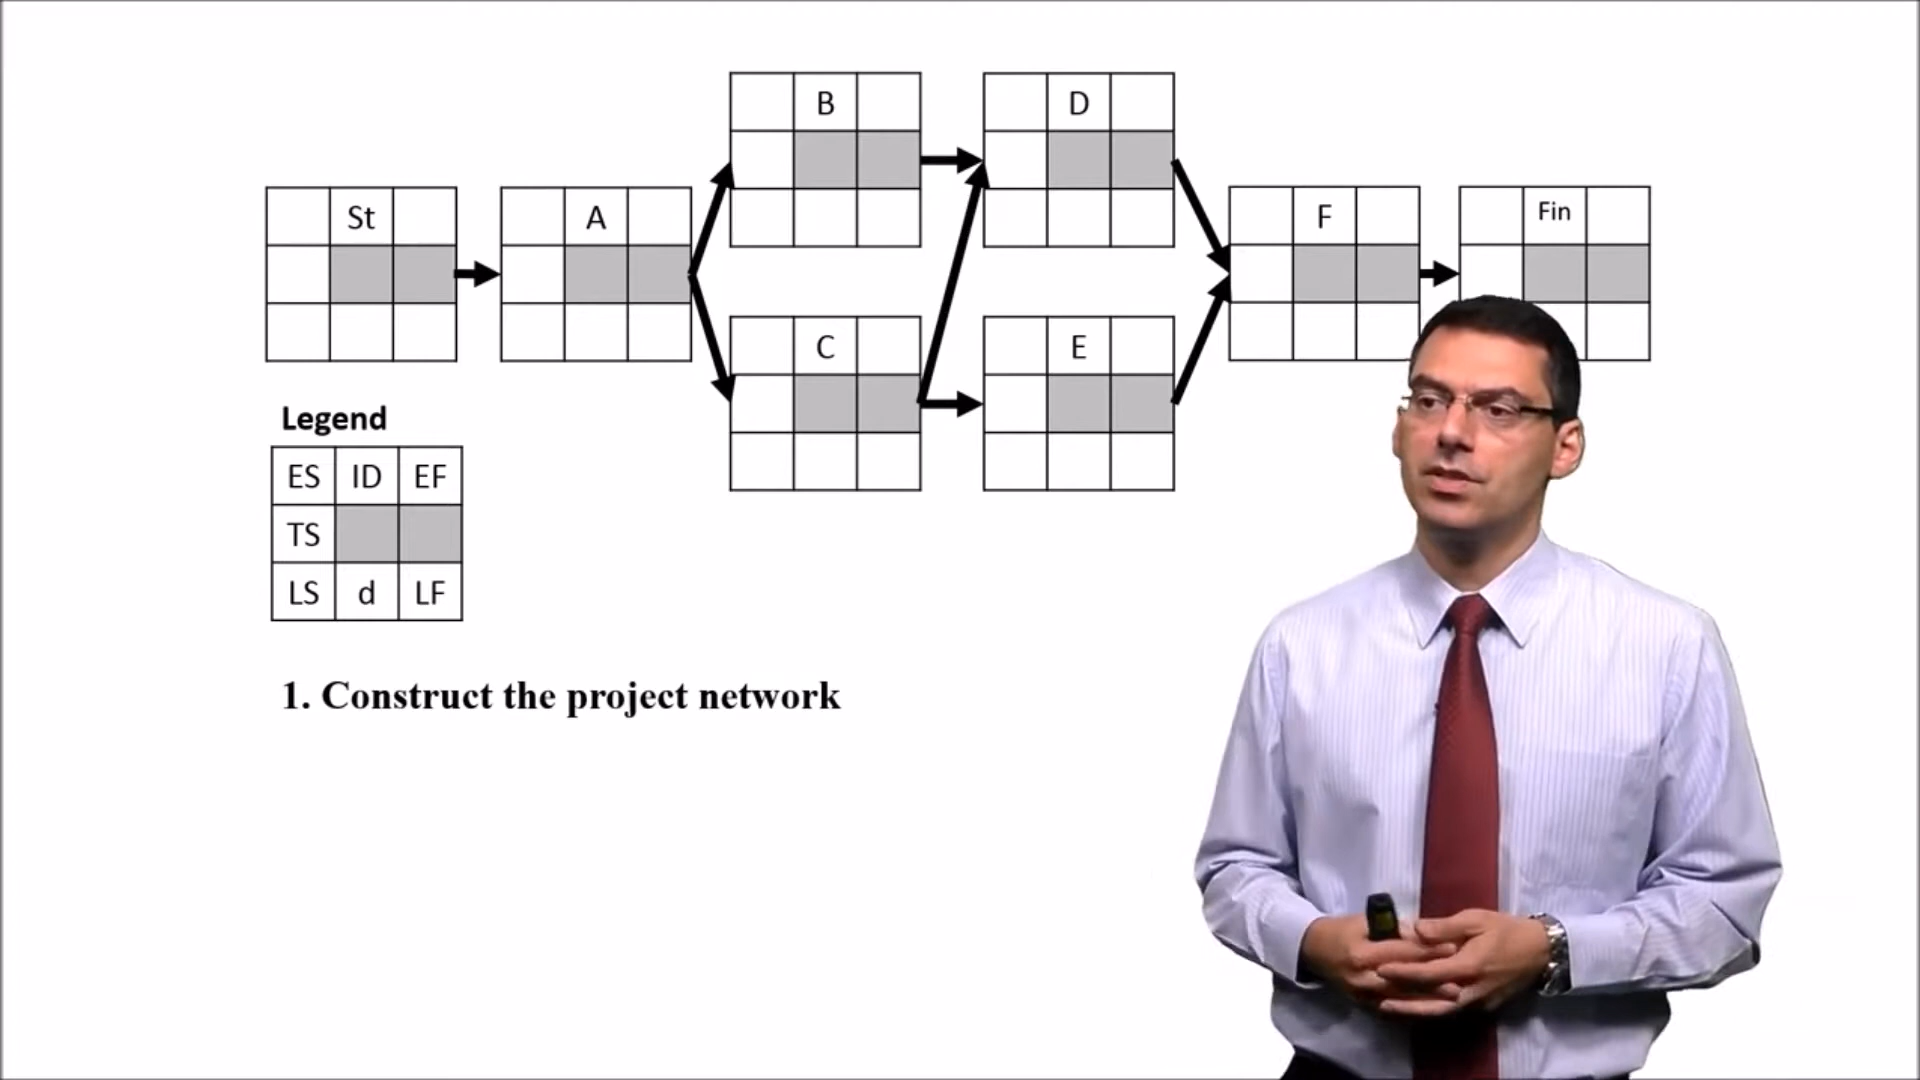 B
D
St
A
F
Fin
C
E
Legend
ES ID EF
TS
LS d LF
1. Construct the project network